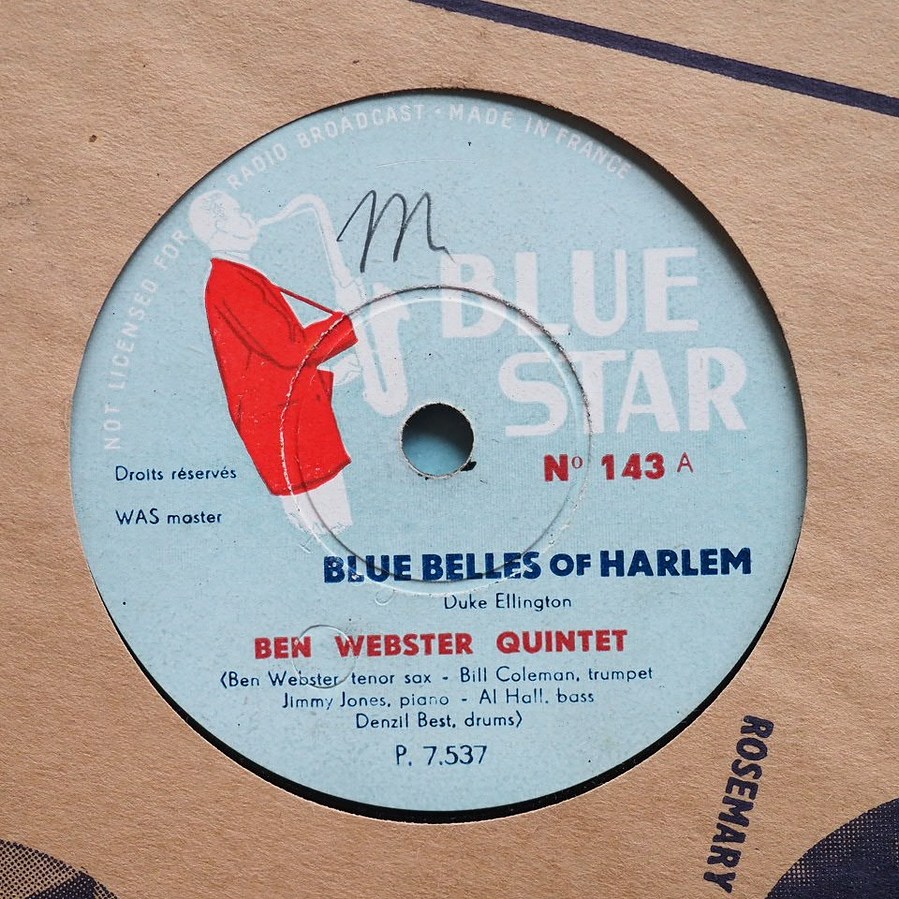 NOT LICENSED FOR RADIO BROADCAST · MADE IN FRANCE
m
BLUE
STAR
Nº 143 A
Droits réservés
WAS master
BLUE BELLES OF HARLEM
Duke Ellington
BEN WEBSTER QUINTET
(Ben Webster tenor sax - Bill Coleman, trumpet
Jimmy Jones, piano - Al Hall, bass
Denzil Best, drums)
P. 7.537
ROSEMARY